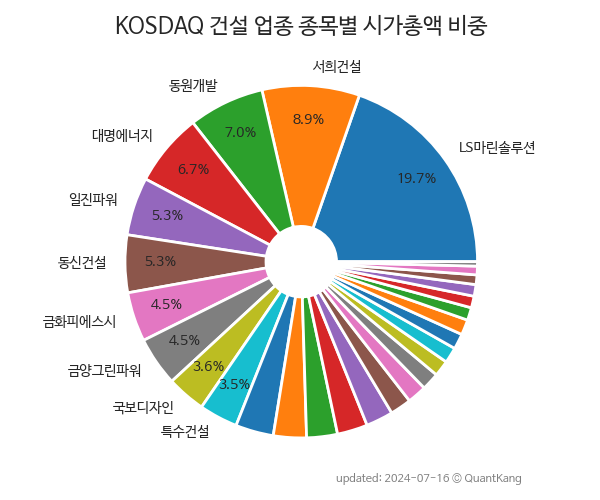 KOSDAQ 건설 업종 종목별 시가총액 비중
서희건설
동원개발
8.9%
7.0%
대명에너지
LS마린솔루션
6.7%
19.7%
일진파워
5.3%
동신건설
5.3%
4.5%
금화피에스시
4.5%
금양그린파워
3.6%
3.5%
국보디자인
특수건설
updated: 2024-07-16 © QuantKang